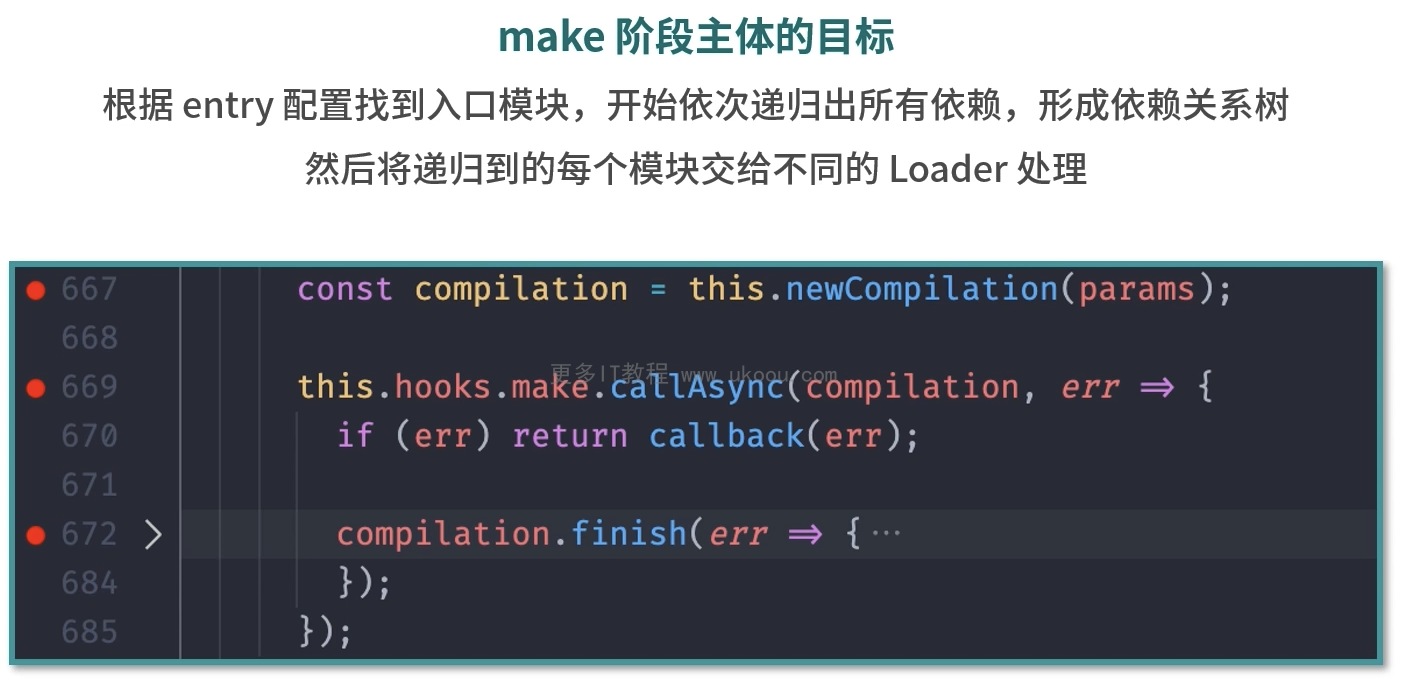 make 阶段主体的目标
根据 entry 配置找到入口模块，开始依次递归出所有依赖，形成依赖关系树
然后将递归到的每个模块交给不同的 Loader 处理
667 const compilation = this.newCompilation(params);
668
更多IT教程 www.ukoou.com
669 this.hooks.make.callAsync(compilation, err => {
670 if (err) return callback(err);
671
672 compilation.finish(err => {···
684 });
685 });